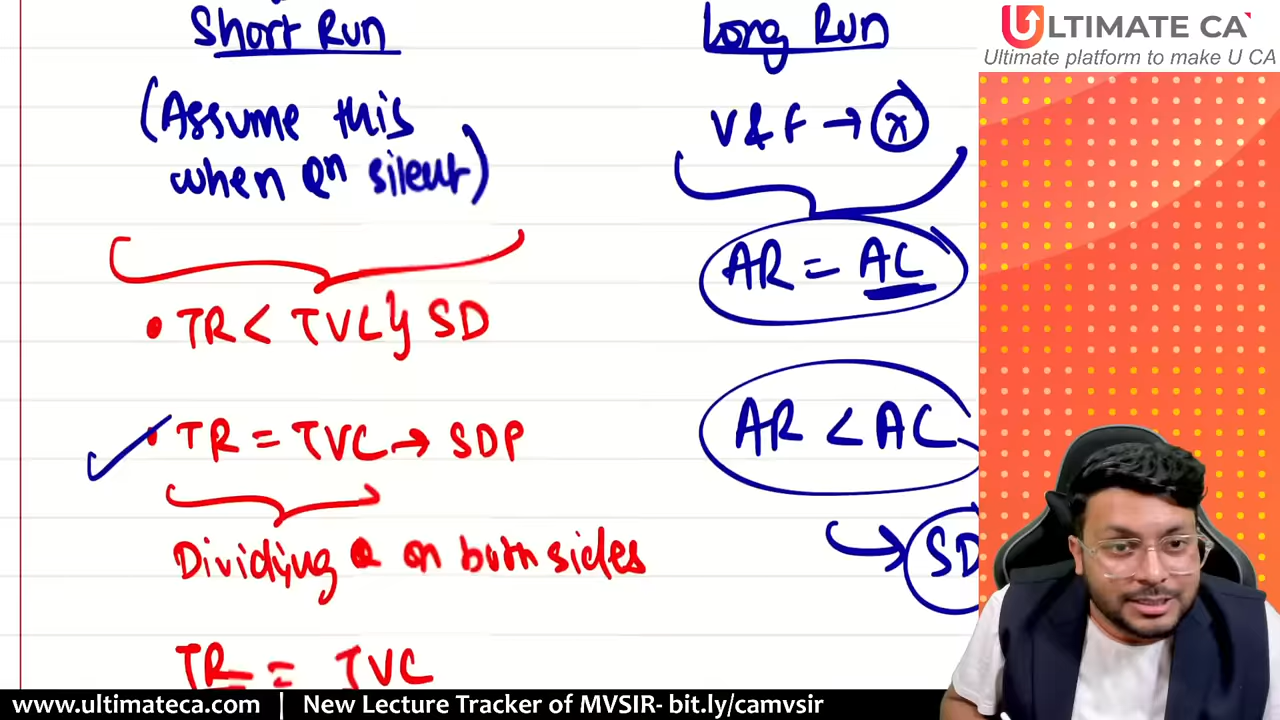 Short Run
(Assume this
when Qn silent)
• TR < TVC } SD
• TR = TVC → SDP
Dividing Q on both sides
TR = TVC
Long Run
V & F → x
AR = AC
AR < AC
SD
ULTIMATE CA
Ultimate platform to make U CA
www.ultimateca.com | New Lecture Tracker of MVSIR- bit.ly/camvsir